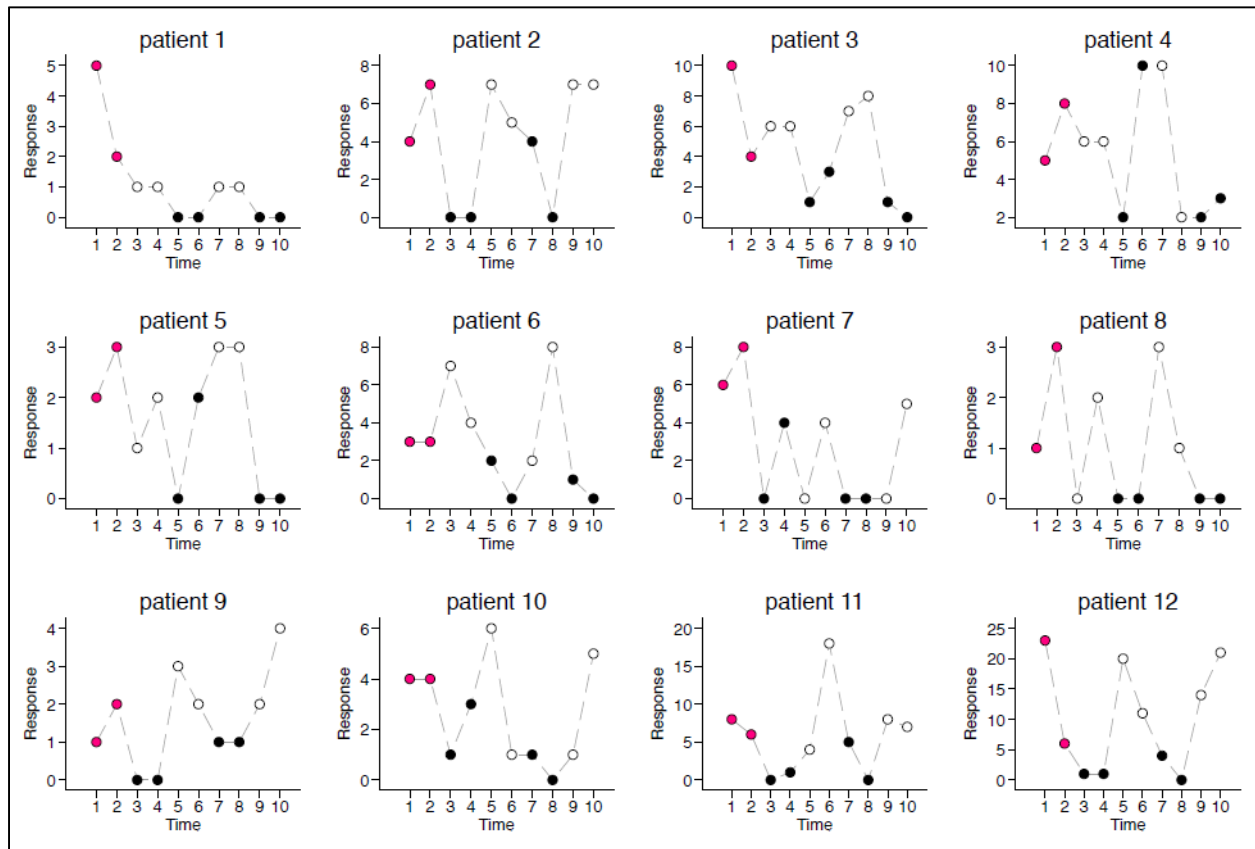 patient 1 patient 2 patient 3 patient 4
5 8 10 10
4 6 8 8
3 4 6 6
2 2 4 4
1 0 2 2
0 0
Response Response Response Response
1 2 3 4 5 6 7 8 9 10 1 2 3 4 5 6 7 8 9 10 1 2 3 4 5 6 7 8 9 10 1 2 3 4 5 6 7 8 9 10
Time Time Time Time
patient 5 patient 6 patient 7 patient 8
3 8 8 3
2 6 6 2
1 4 4 1
0 2 2 0
0 0
Response Response Response Response
1 2 3 4 5 6 7 8 9 10 1 2 3 4 5 6 7 8 9 10 1 2 3 4 5 6 7 8 9 10 1 2 3 4 5 6 7 8 9 10
Time Time Time Time
patient 9 patient 10 patient 11 patient 12
4 6 20 25
3 4 15 20
2 2 10 15
1 0 5 10
0 0 5
0
Response Response Response Response
1 2 3 4 5 6 7 8 9 10 1 2 3 4 5 6 7 8 9 10 1 2 3 4 5 6 7 8 9 10 1 2 3 4 5 6 7 8 9 10
Time Time Time Time